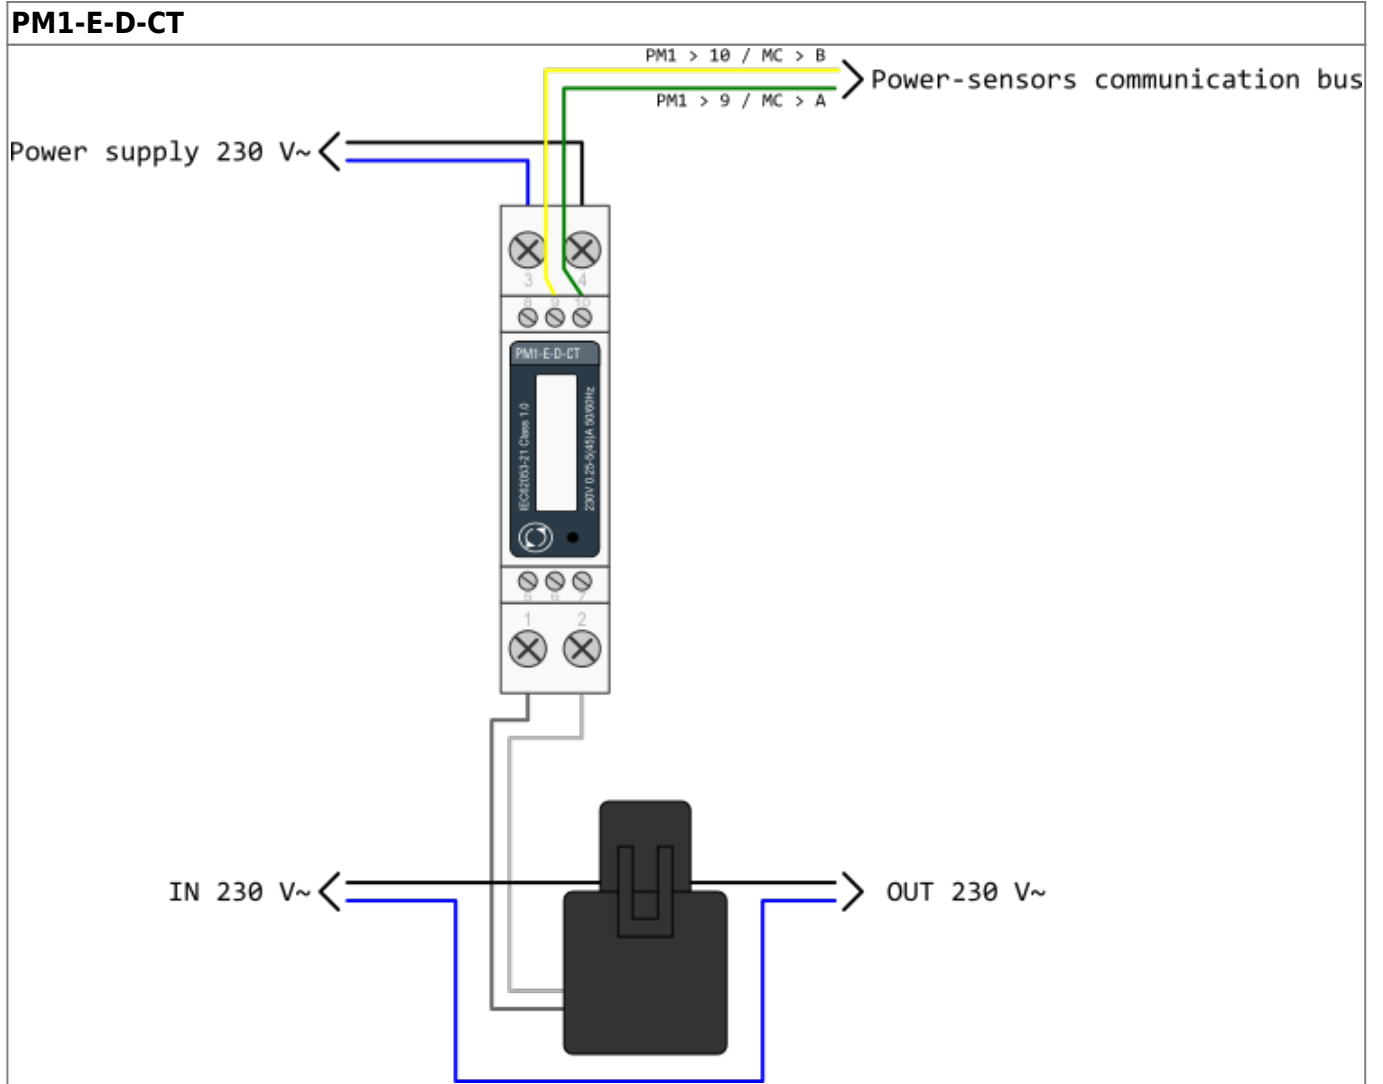 PM1-E-D-CT
PM1 > 10 / MC > B
Power-sensors communication bus
PM1 > 9 / MC > A
Power supply 230 V~
3
4
8 9 10
PM1-E-D-CT
IEC62053-21 Class 1.0
230V 0.25-5(45)A 50/60Hz
5 6 7
1 2
IN 230 V~
OUT 230 V~